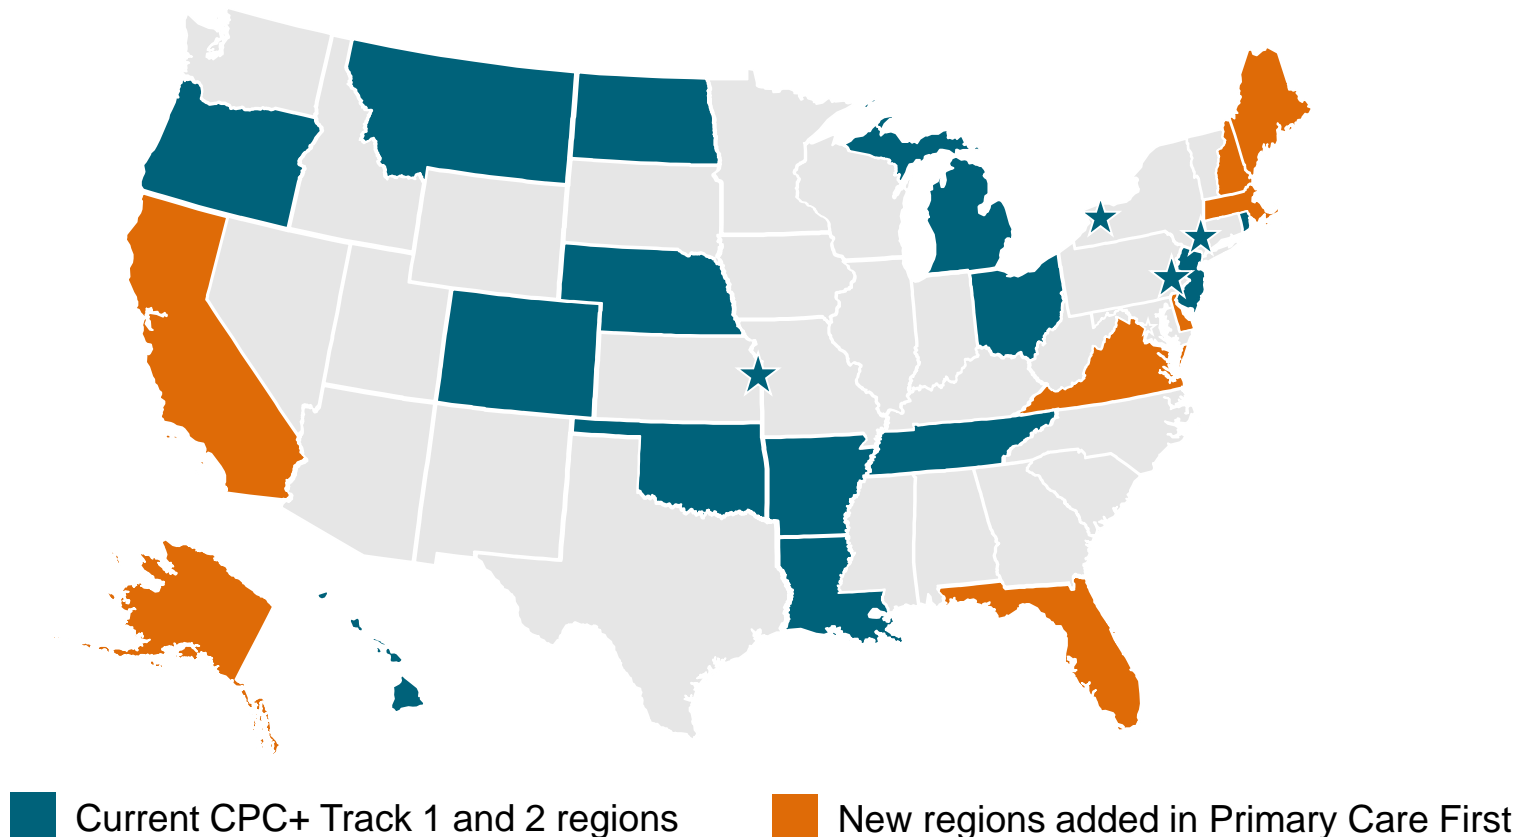 Current CPC+ Track 1 and 2 regions
New regions added in Primary Care First